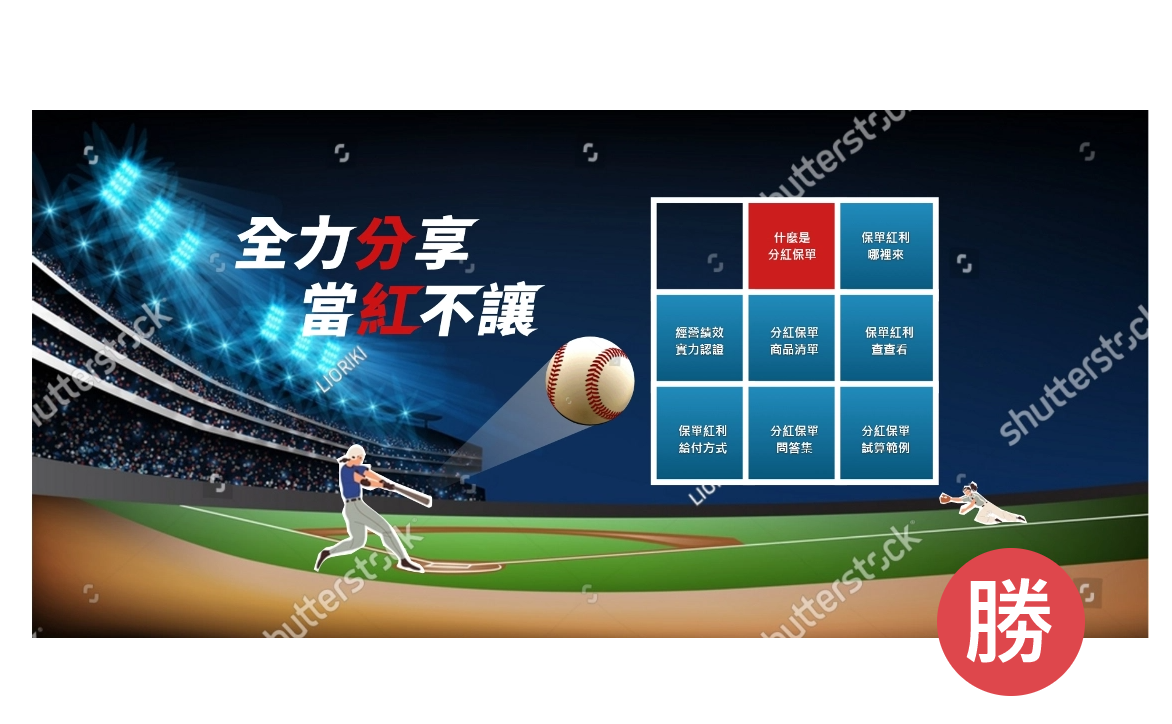 全力分享
當紅不讓
什麼是
分紅保單
保單紅利
哪裡來
經營績效
實力認證
分紅保單
商品清單
保單紅利
查查看
保單紅利
給付方式
分紅保單
問答集
分紅保單
試算範例
勝
shutterstock
shutterstock
shutterstock
shutterstock
shutterstock
LIORIKI
LIO